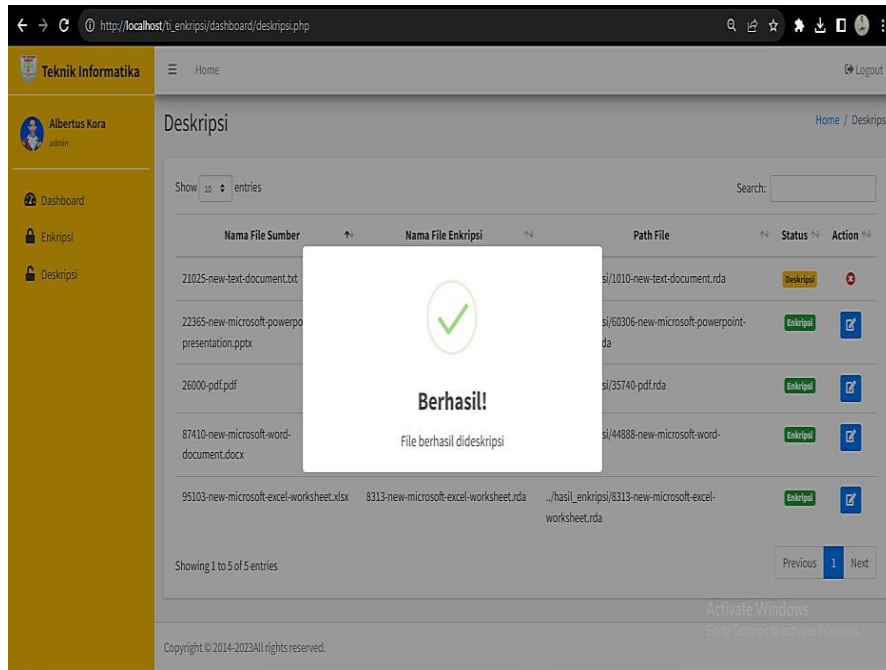 http://localhost/ti_enkripsi/dashboard/deskripsi.php
Teknik Informatika
Home
Logout
Albertus Kora
admin
Dashboard
Enkripsi
Deskripsi
Deskripsi
Home / Deskrips
Show 10 entries
Search:
Nama File Sumber Nama File Enkripsi Path File Status Action
21025-new-text-document.txt si/1010-new-text-document.rda Deskripsi
22365-new-microsoft-powerpo si/60306-new-microsoft-powerpoint- Enkripsi
presentation.pptx da
26000-pdf.pdf si/35740-pdf.rda Enkripsi
87410-new-microsoft-word- si/44888-new-microsoft-word- Enkripsi
document.docx
Berhasil!
File berhasil dideskripsi
95103-new-microsoft-excel-worksheet.xlsx 8313-new-microsoft-excel-worksheet.rda ../hasil_enkripsi/8313-new-microsoft-excel- Enkripsi
worksheet.rda
Showing 1 to 5 of 5 entries
Previous 1 Next
Activate Windows
Go to Settings to activate Windows.
Copyright © 2014-2023All rights reserved.